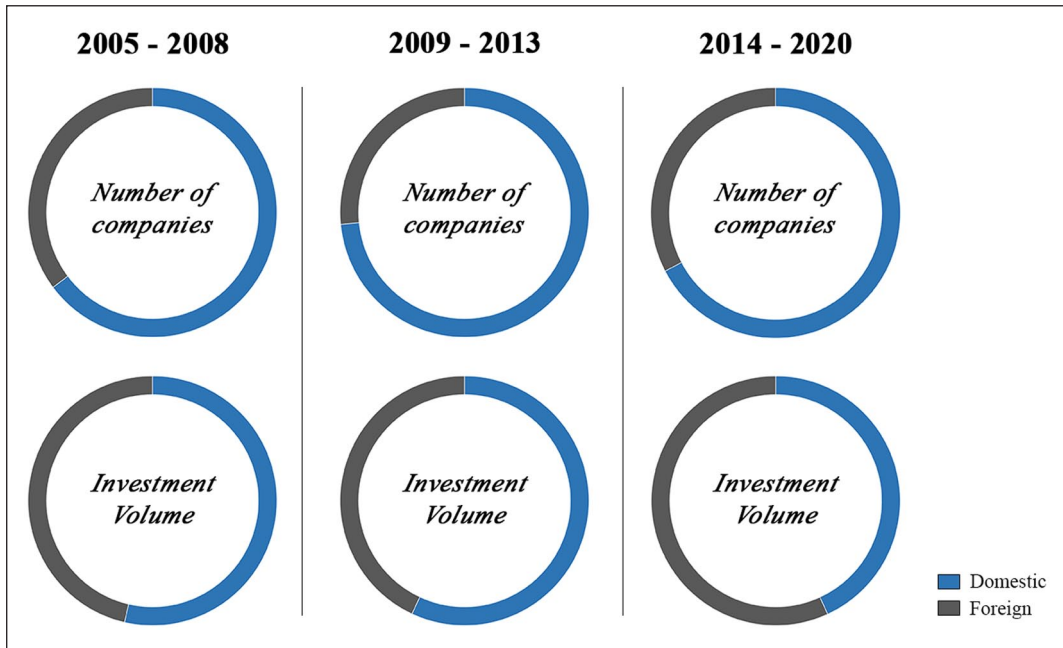 2005 - 2008
2009 - 2013
2014 - 2020
Number of
companies
Number of
companies
Number of
companies
Investment
Volume
Investment
Volume
Investment
Volume
Domestic
Foreign